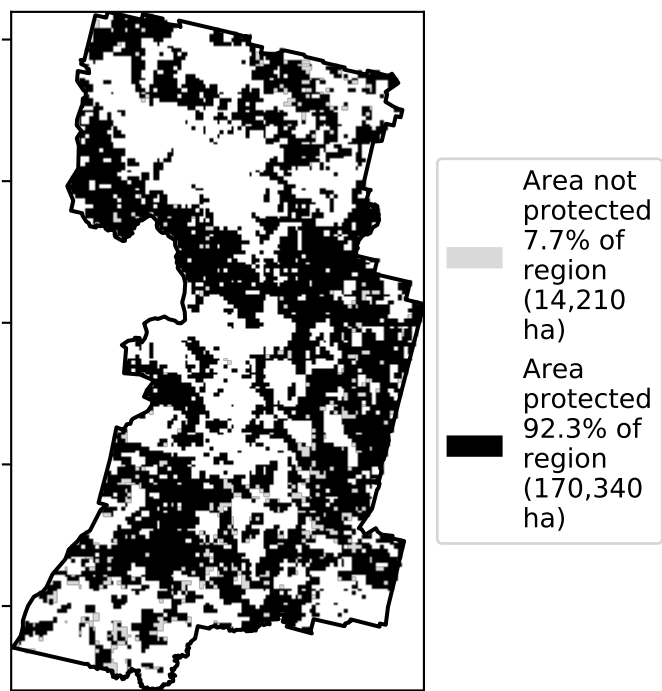 Area not
protected
7.7% of
region
(14,210
ha)
Area
protected
92.3% of
region
(170,340
ha)